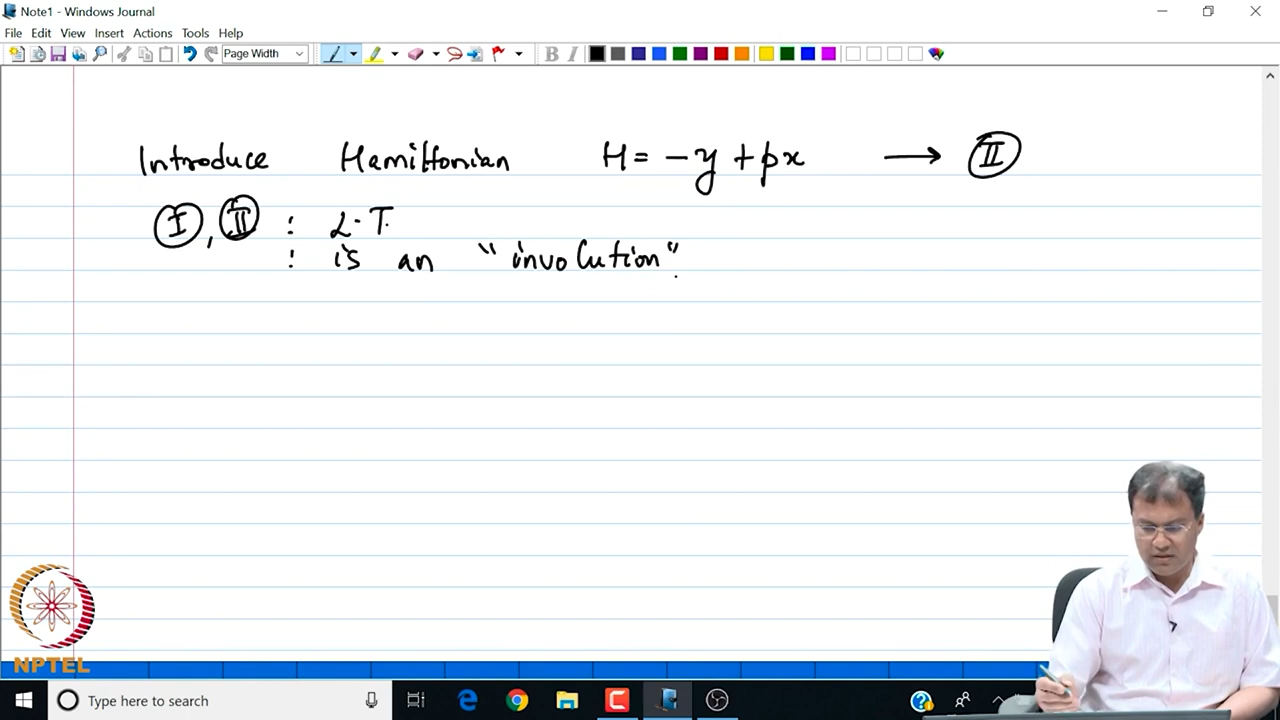 Note1 - Windows Journal
File Edit View Insert Actions Tools Help
Page Width
B I
Introduce Hamiltonian H = -y + px → II
I, II : L.T.
: is an "involution".
NPTEL
Type here to search